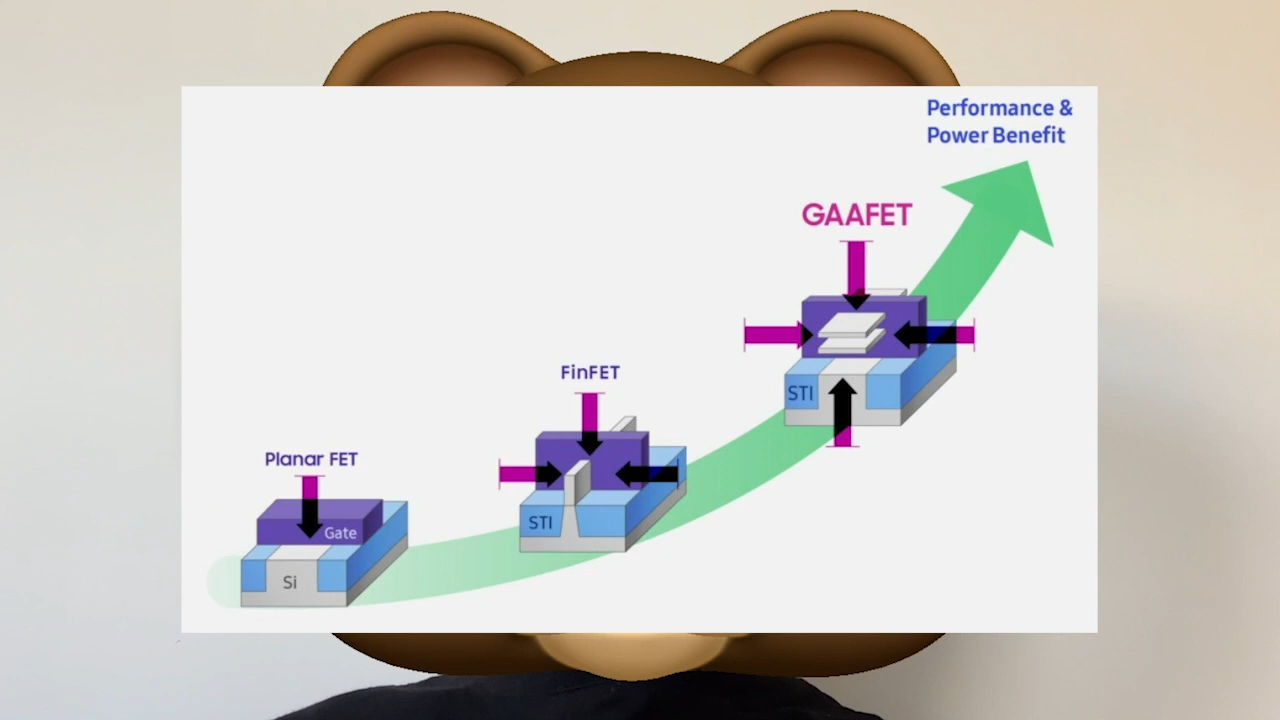 Performance &
Power Benefit
GAAFET
STI
FinFET
STI
Planar FET
Gate
Si